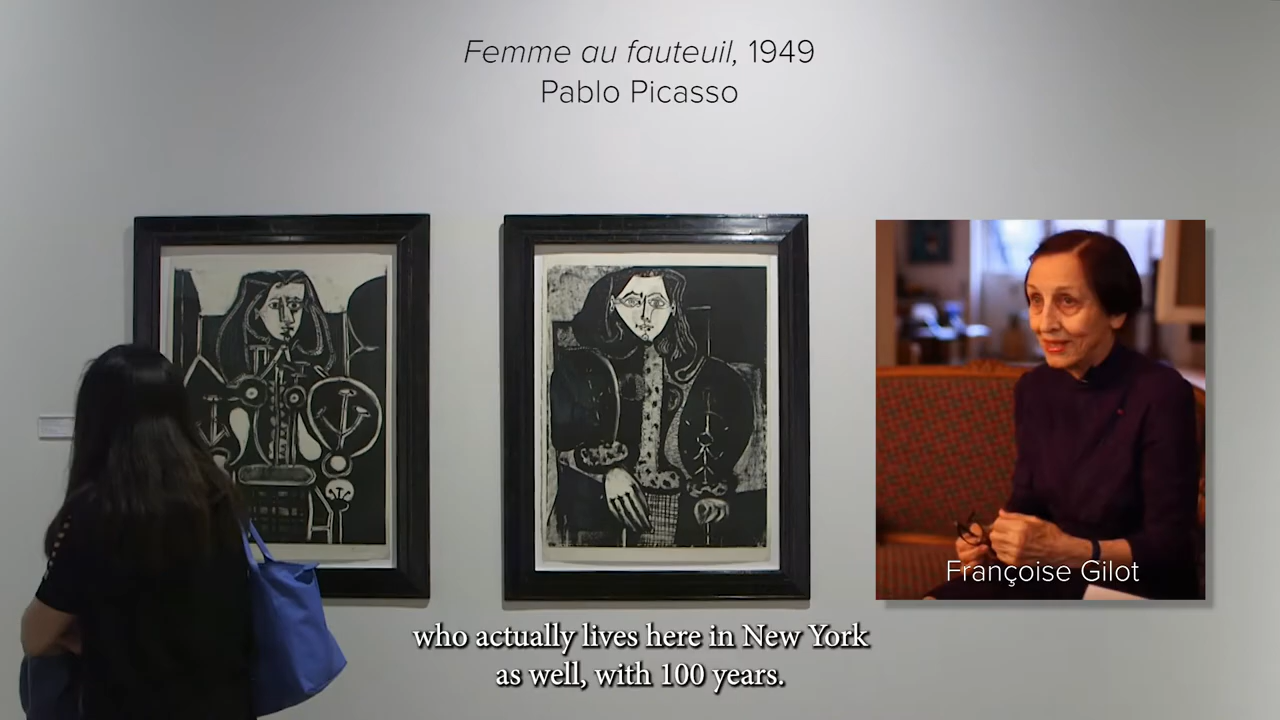 Femme au fauteuil, 1949
Pablo Picasso
Françoise Gilot
who actually lives here in New York
as well, with 100 years.